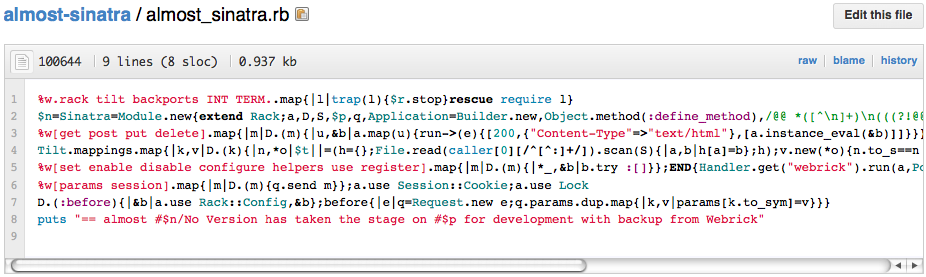 almost-sinatra / almost_sinatra.rb
Edit this file
100644 9 lines (8 sloc) 0.937 kb
raw blame history
1 %w.rack tilt backports INT TERM..map{|l|trap(l){$r.stop}rescue require l}
2 $n=Sinatra=Module.new{extend Rack;a,D,S,$p,q,Application=Builder.new,Object.method(:define_method),/@@ *([^\n]+)\n(((?!@@
3 %w[get post put delete].map{|m|D.(m){|u,&b|a.map(u){run->(e){[200,{"Content-Type"=>"text/html"},[a.instance_eval(&b)]]}}}
4 Tilt.mappings.map{|k,v|D.(k){|n,*o|$t||=(h={};File.read(caller[0][/^[^:]+/]).scan(S){|a,b|h[a]=b};h);v.new(*o){n.to_s==n
5 %w[set enable disable configure helpers use register].map{|m|D.(m){|*_,&b|b.try :[]}};END{Handler.get("webrick").run(a,Po
6 %w[params session].map{|m|D.(m){q.send m}};a.use Session::Cookie;a.use Lock
7 D.(:before){|&b|a.use Rack::Config,&b};before{|e|q=Request.new e;q.params.dup.map{|k,v|params[k.to_sym]=v}}}
8 puts "== almost #$n/No Version has taken the stage on #$p for development with backup from Webrick"
9